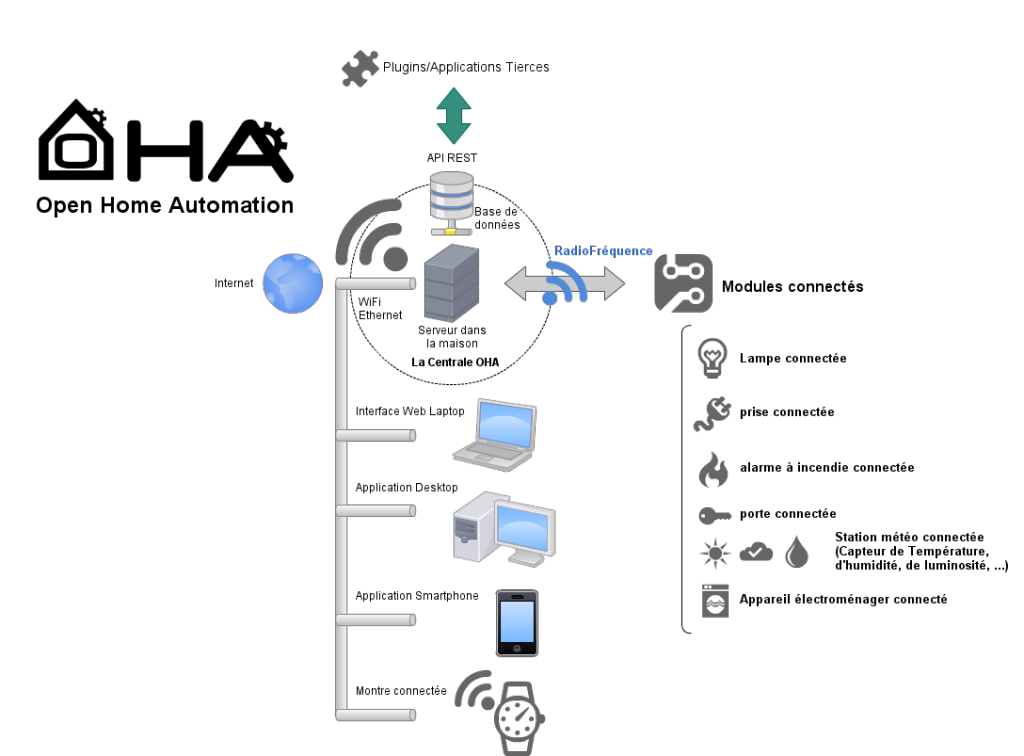 Plugins/Applications Tierces
OHA
Open Home Automation
API REST
Base de
données
RadioFréquence
Internet
WiFi
Ethernet
Serveur dans
la maison
La Centrale OHA
Modules connectés
Lampe connectée
prise connectée
alarme à incendie connectée
porte connectée
Station météo connectée
(Capteur de Température,
d'humidité, de luminosité, ...)
Appareil électroménager connecté
Interface Web Laptop
Application Desktop
Application Smartphone
Montre connectée